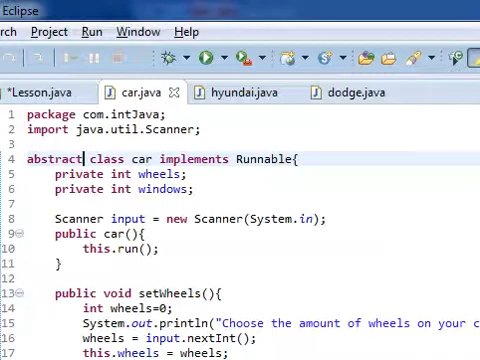 Eclipse
rch Project Run Window Help
*Lesson.java car.java hyundai.java dodge.java
1 package com.intJava;
2 import java.util.Scanner;
3
4 abstract class car implements Runnable{
5 private int wheels;
6 private int windows;
7
8 Scanner input = new Scanner(System.in);
9 public car(){
10 this.run();
11 }
12
13 public void setWheels(){
14 int wheels=0;
15 System.out.println("Choose the amount of wheels on your c
16 wheels = input.nextInt();
17 this.wheels = wheels;